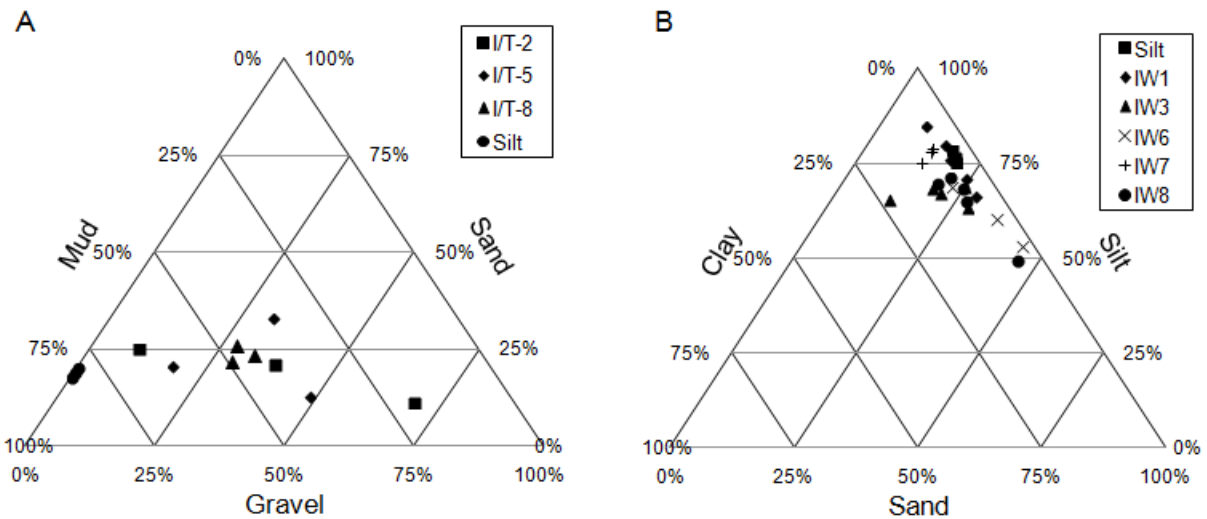 A
I/T-2
I/T-5
I/T-8
Silt
0% 100%
25% 75%
Mud Sand
50% 50%
75% 25%
100% 0%
0% 25% 50% 75% 100%
Gravel
B
Silt
IW1
IW3
IW6
IW7
IW8
0% 100%
25% 75%
Clay Silt
50% 50%
75% 25%
100% 0%
0% 25% 50% 75% 100%
Sand